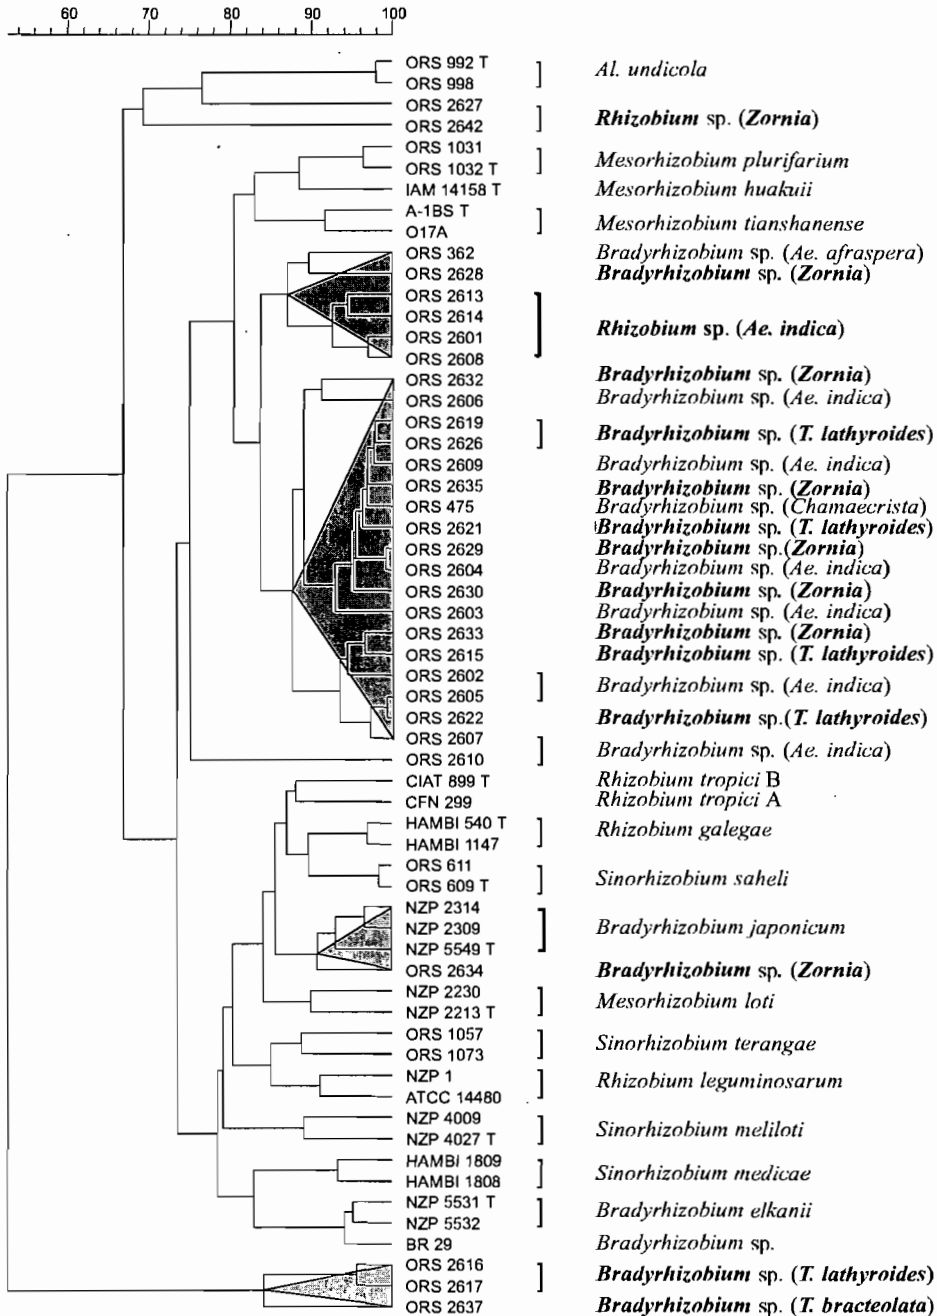 60 70 80 90 100
ORS 992 T
ORS 998
Al. undicola
ORS 2627
ORS 2642
Rhizobium sp. (Zornia)
ORS 1031
ORS 1032 T
Mesorhizobium plurifarium
IAM 14158 T Mesorhizobium huakuii
A-1BS T
O17A
Mesorhizobium tianshanense
ORS 362 Bradyrhizobium sp. (Ae. afraspera)
ORS 2628 Bradyrhizobium sp. (Zornia)
ORS 2613
ORS 2614
ORS 2601
ORS 2608
Rhizobium sp. (Ae. indica)
ORS 2632 Bradyrhizobium sp. (Zornia)
ORS 2606 Bradyrhizobium sp. (Ae. indica)
ORS 2619
ORS 2626
Bradyrhizobium sp. (T. lathyroides)
ORS 2609 Bradyrhizobium sp. (Ae. indica)
ORS 2635 Bradyrhizobium sp. (Zornia)
ORS 475 Bradyrhizobium sp. (Chamaecrista)
ORS 2621 Bradyrhizobium sp. (T. lathyroides)
ORS 2629 Bradyrhizobium sp.(Zornia)
ORS 2604 Bradyrhizobium sp. (Ae. indica)
ORS 2630 Bradyrhizobium sp. (Zornia)
ORS 2603 Bradyrhizobium sp. (Ae. indica)
ORS 2633 Bradyrhizobium sp. (Zornia)
ORS 2615 Bradyrhizobium sp. (T. lathyroides)
ORS 2602
ORS 2605
Bradyrhizobium sp. (Ae. indica)
ORS 2622 Bradyrhizobium sp.(T. lathyroides)
ORS 2607
ORS 2610
Bradyrhizobium sp. (Ae. indica)
CIAT 899 T Rhizobium tropici B
CFN 299 Rhizobium tropici A
HAMBI 540 T
HAMBI 1147
Rhizobium galegae
ORS 611
ORS 609 T
Sinorhizobium saheli
NZP 2314
NZP 2309
NZP 5549 T
Bradyrhizobium japonicum
ORS 2634 Bradyrhizobium sp. (Zornia)
NZP 2230
NZP 2213 T
Mesorhizobium loti
ORS 1057
ORS 1073
Sinorhizobium terangae
NZP 1
ATCC 14480
Rhizobium leguminosarum
NZP 4009
NZP 4027 T
Sinorhizobium meliloti
HAMBI 1809
HAMBI 1808
Sinorhizobium medicae
NZP 5531 T
NZP 5532
Bradyrhizobium elkanii
BR 29 Bradyrhizobium sp.
ORS 2616
ORS 2617
Bradyrhizobium sp. (T. lathyroides)
ORS 2637 Bradyrhizobium sp. (T. bracteolata)